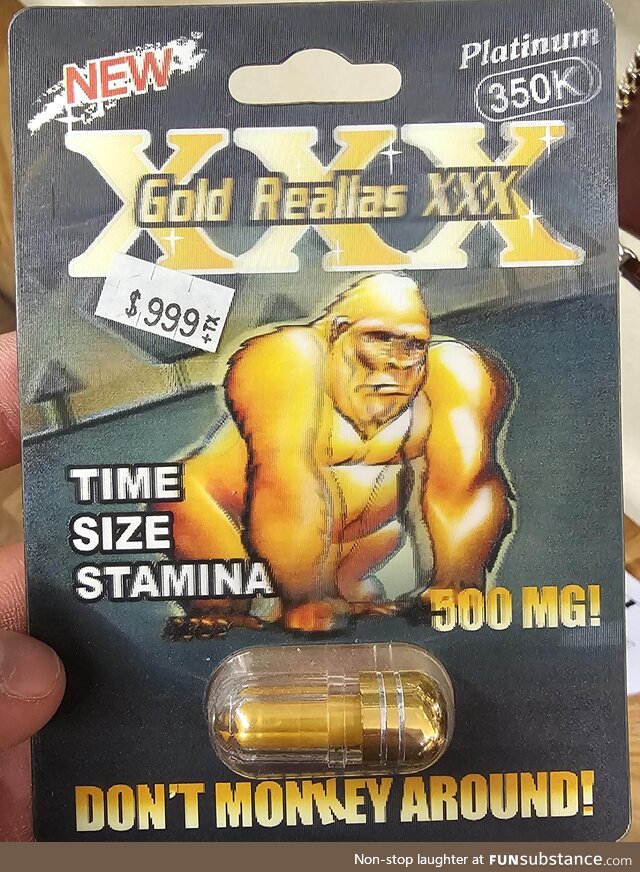 NEW
Platinum
350K
XXX
Gold Reallas XXX
$999 +TX
TIME
SIZE
STAMINA
500 MG!
DON'T MONKEY AROUND!
Non-stop laughter at FUNsubstance.com